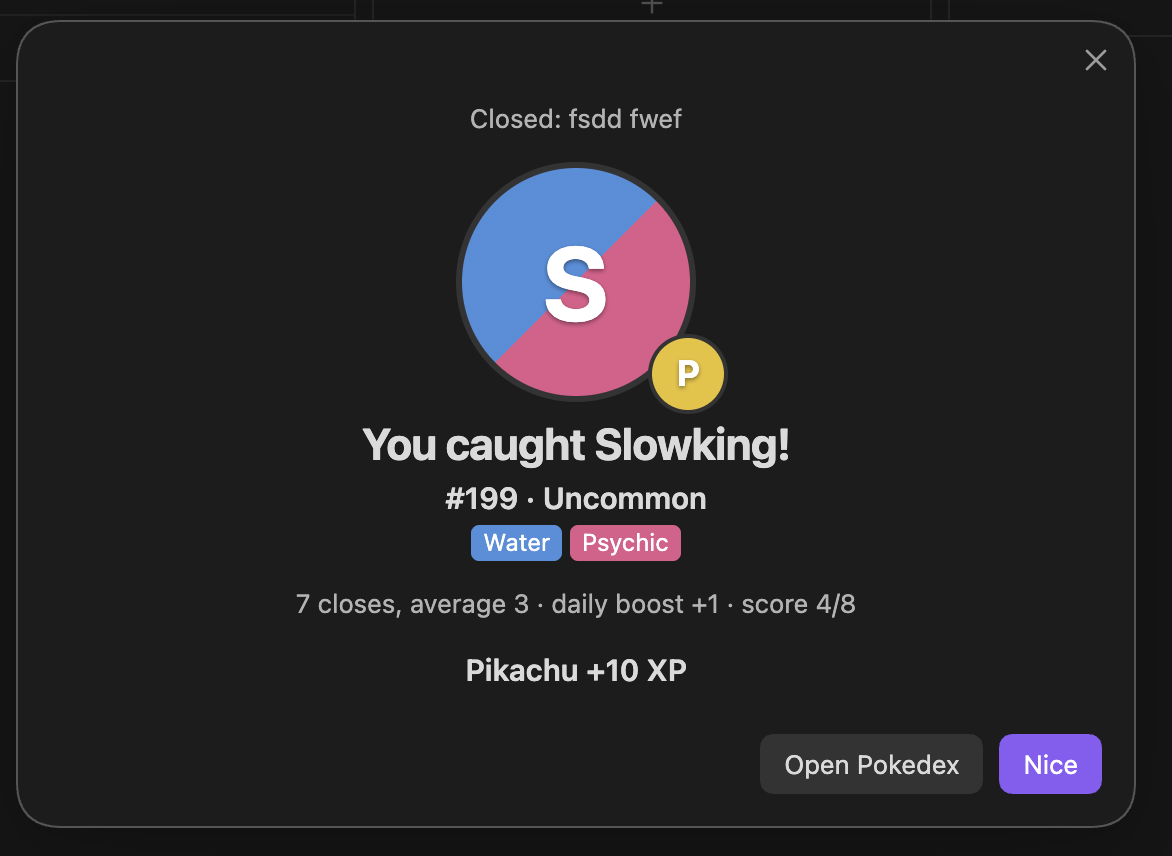 Closed: fsdd fwef
S
P
You caught Slowking!
#199 · Uncommon
Water Psychic
7 closes, average 3 · daily boost +1 · score 4/8
Pikachu +10 XP
Open Pokedex Nice